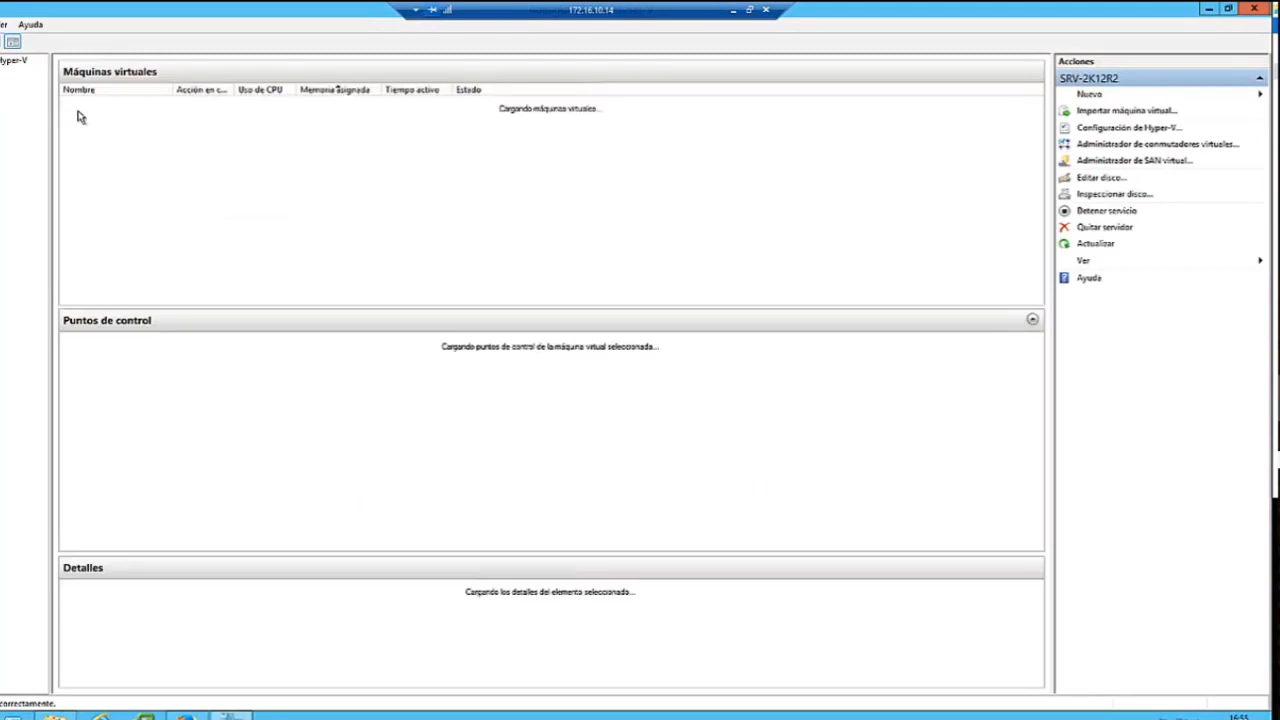 172.16.10.14
Ayuda
Hyper-V
Máquinas virtuales
Nombre
Acción en c...
Uso de CPU
Memoria asignada
Tiempo activo
Estado
Cargando máquinas virtuales...
Puntos de control
Cargando puntos de control de la máquina virtual seleccionada...
Detalles
Cargando los detalles del elemento seleccionado...
Acciones
SRV-2K12R2
Nuevo
Importar máquina virtual...
Configuración de Hyper-V...
Administrador de conmutadores virtuales...
Administrador de SAN virtual...
Editar disco...
Inspeccionar disco...
Detener servicio
Quitar servidor
Actualizar
Ver
Ayuda
correctamente.
16:55